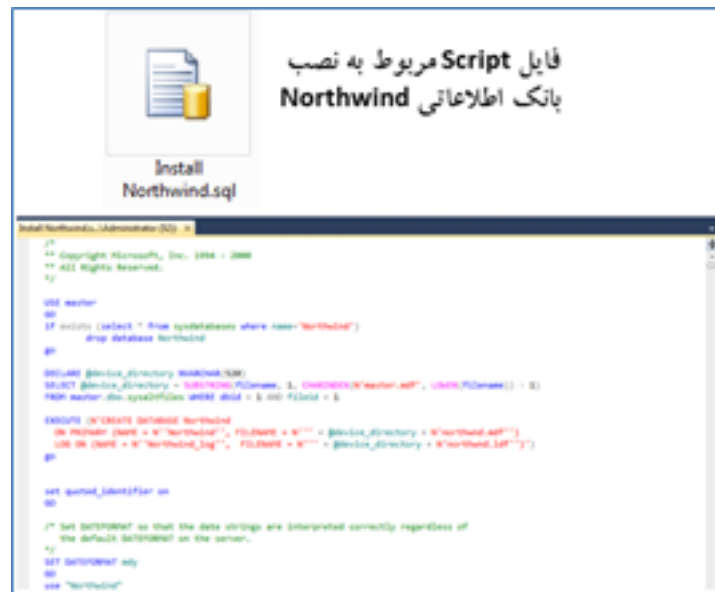 فایل Script مربوط به نصب
بانک اطلاعاتی Northwind
Install
Northwind.sql
Install Northwind.s...\Administrator (52))
/*
** Copyright Microsoft, Inc. 1994 - 2000
** All Rights Reserved.
*/
USE master
GO
if exists (select * from sysdatabases where name='Northwind')
drop database Northwind
go
DECLARE @device_directory NVARCHAR(520)
SELECT @device_directory = SUBSTRING(filename, 1, CHARINDEX(N'master.mdf', LOWER(filename)) - 1)
FROM master.dbo.sysaltfiles WHERE dbid = 1 AND fileid = 1
EXECUTE (N'CREATE DATABASE Northwind
ON PRIMARY (NAME = N''Northwind'', FILENAME = N''' + @device_directory + N'northwnd.mdf'')
LOG ON (NAME = N''Northwind_log'', FILENAME = N''' + @device_directory + N'northwnd.ldf'')')
go
set quoted_identifier on
GO
/* Set DATEFORMAT so that the date strings are interpreted correctly regardless of
the default DATEFORMAT on the server.
*/
SET DATEFORMAT mdy
GO
use "Northwind"